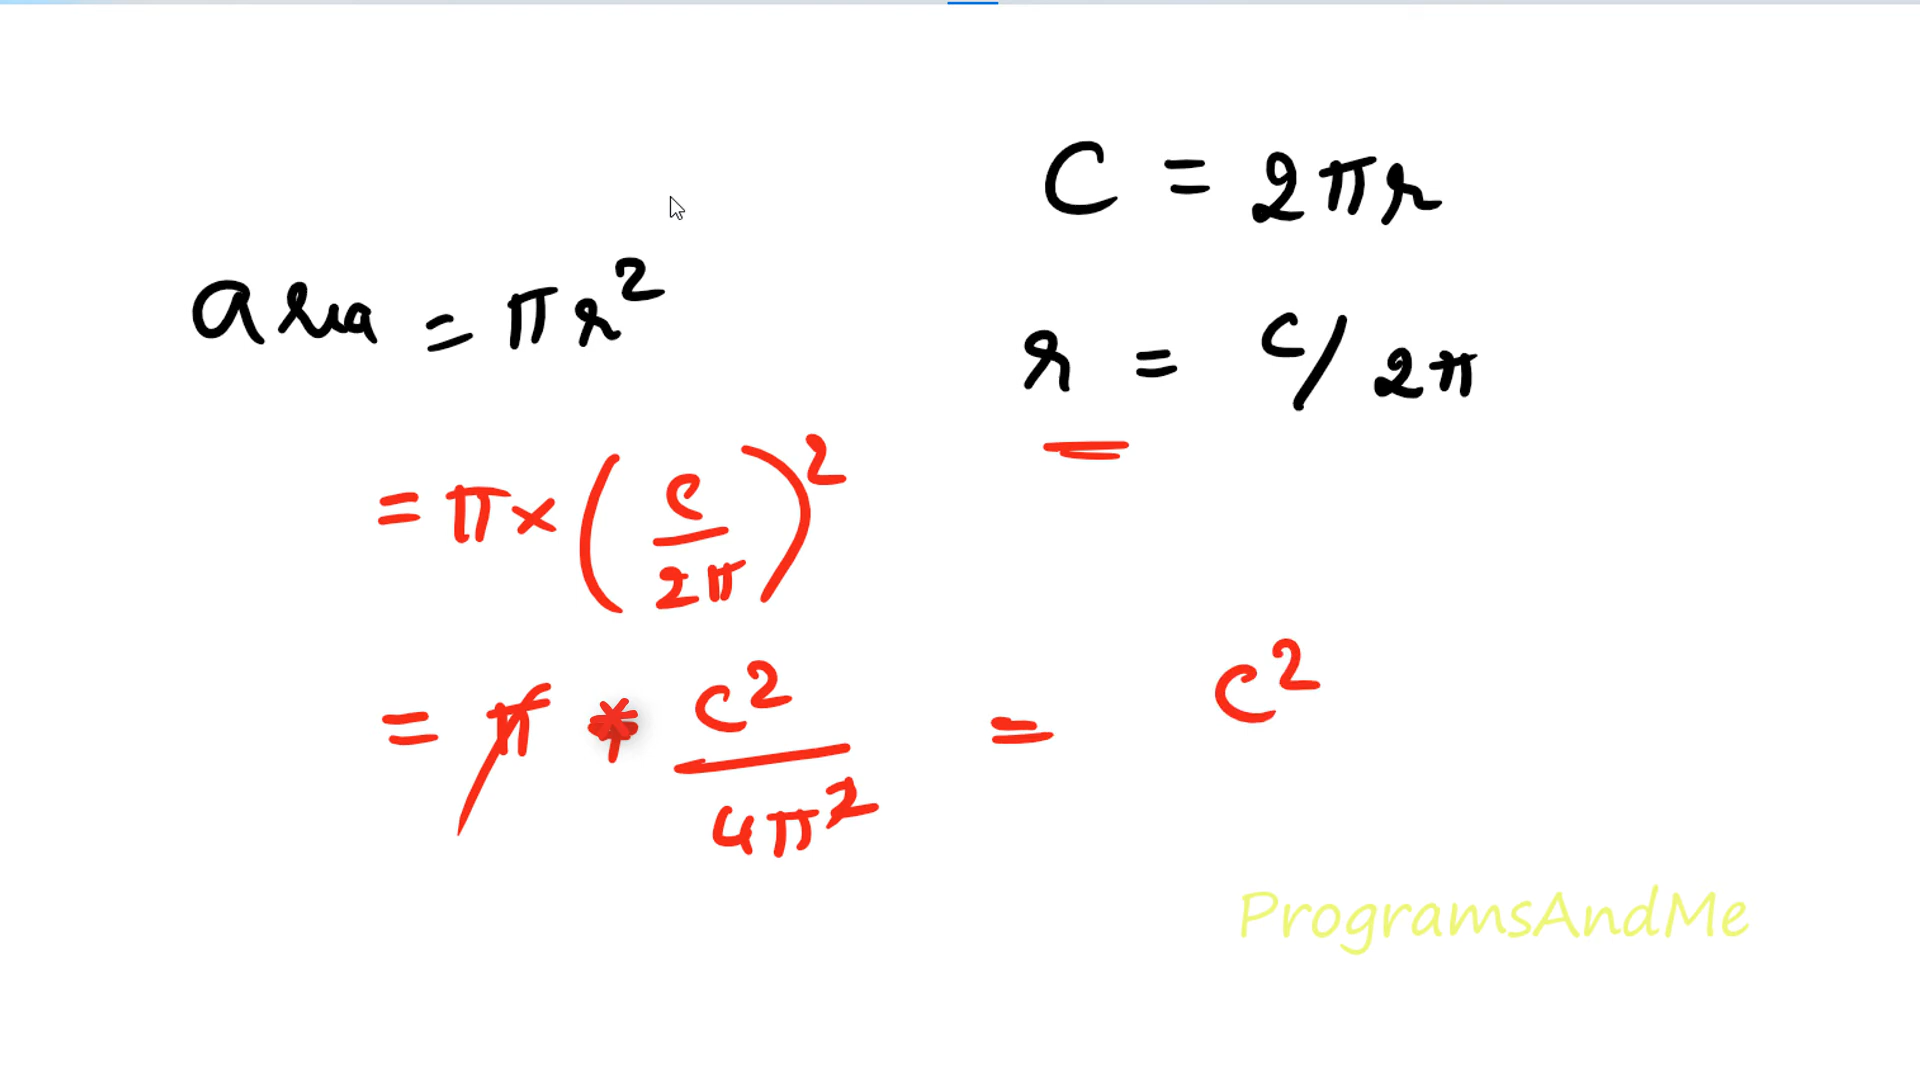 C = 2πr
area = πr²
r = c/2π
= π × (c/2π)²
= π * c²/4π² = c²
ProgramsAndMe